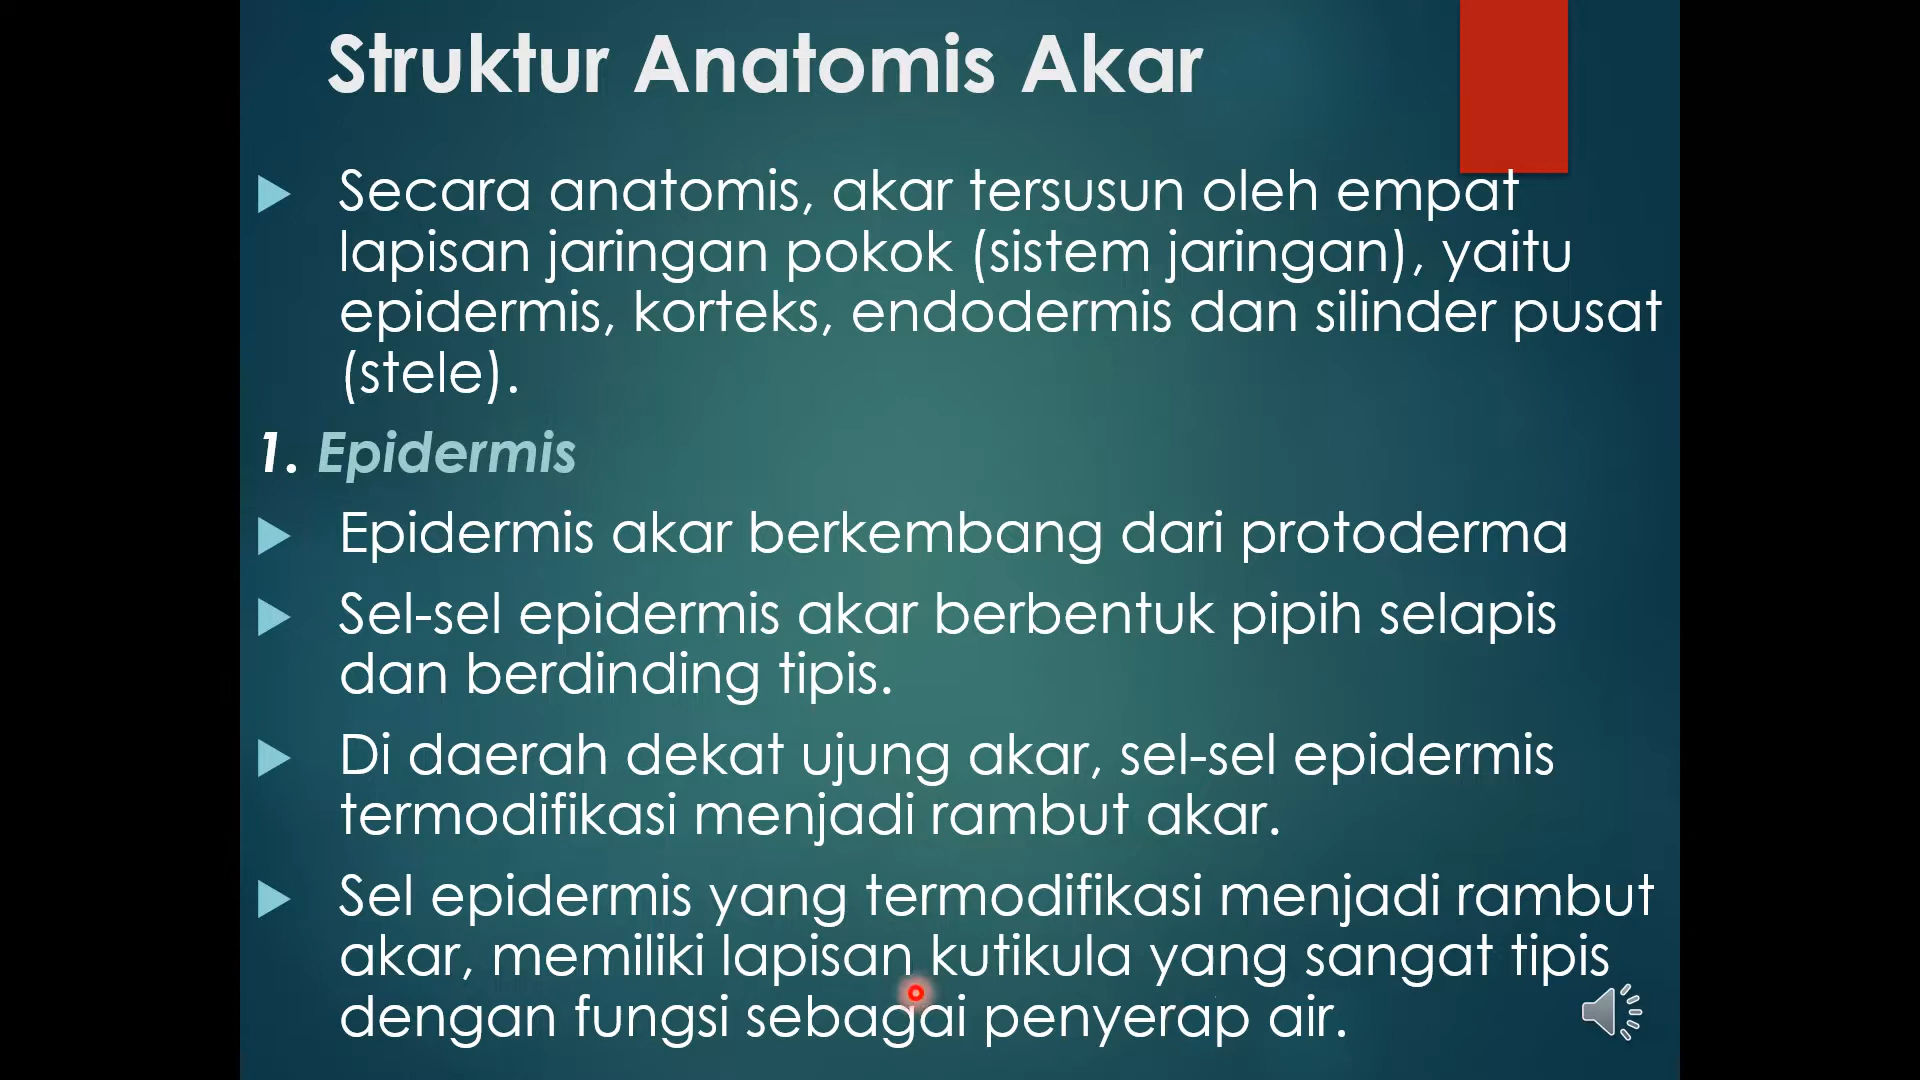 Struktur Anatomis Akar
Secara anatomis, akar tersusun oleh empat
lapisan jaringan pokok (sistem jaringan), yaitu
epidermis, korteks, endodermis dan silinder pusat
(stele).
1. Epidermis
Epidermis akar berkembang dari protoderma
Sel-sel epidermis akar berbentuk pipih selapis
dan berdinding tipis.
Di daerah dekat ujung akar, sel-sel epidermis
termodifikasi menjadi rambut akar.
Sel epidermis yang termodifikasi menjadi rambut
akar, memiliki lapisan kutikula yang sangat tipis
dengan fungsi sebagai penyerap air.